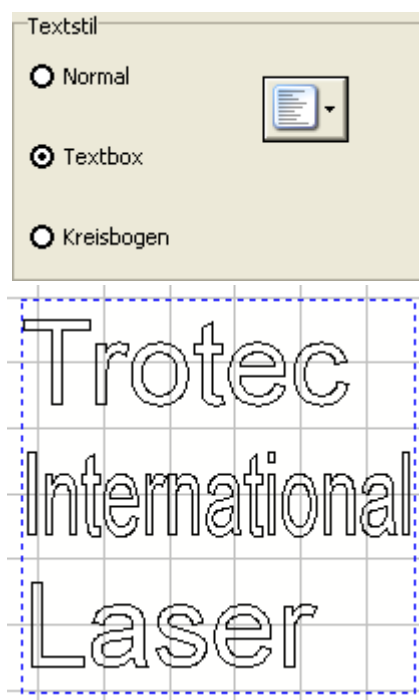 Textstil
Normal
Textbox
Kreisbogen
Trotec
International
Laser